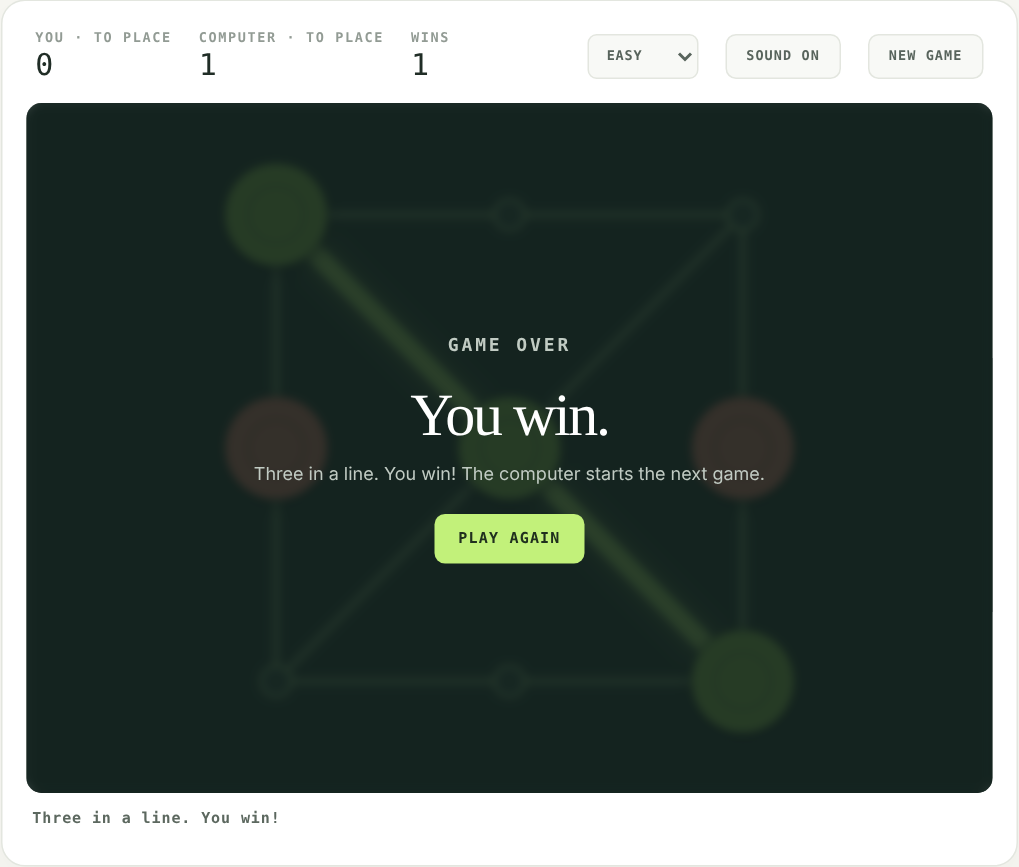 YOU · TO PLACE COMPUTER · TO PLACE WINS
0 1 1
EASY SOUND ON NEW GAME
GAME OVER
You win.
Three in a line. You win! The computer starts the next game.
PLAY AGAIN
Three in a line. You win!